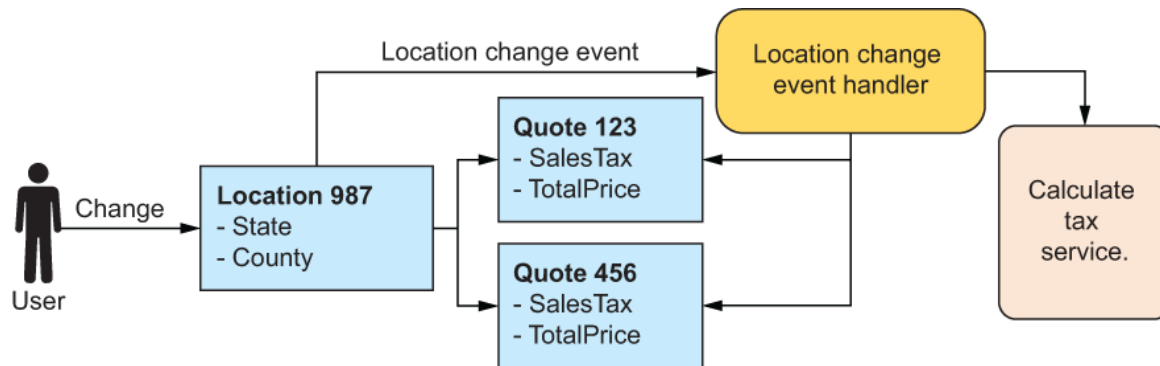 Location change event
Location change
event handler
Quote 123
- SalesTax
- TotalPrice
Change
Location 987
- State
- County
Calculate
tax
service.
Quote 456
- SalesTax
- TotalPrice
User